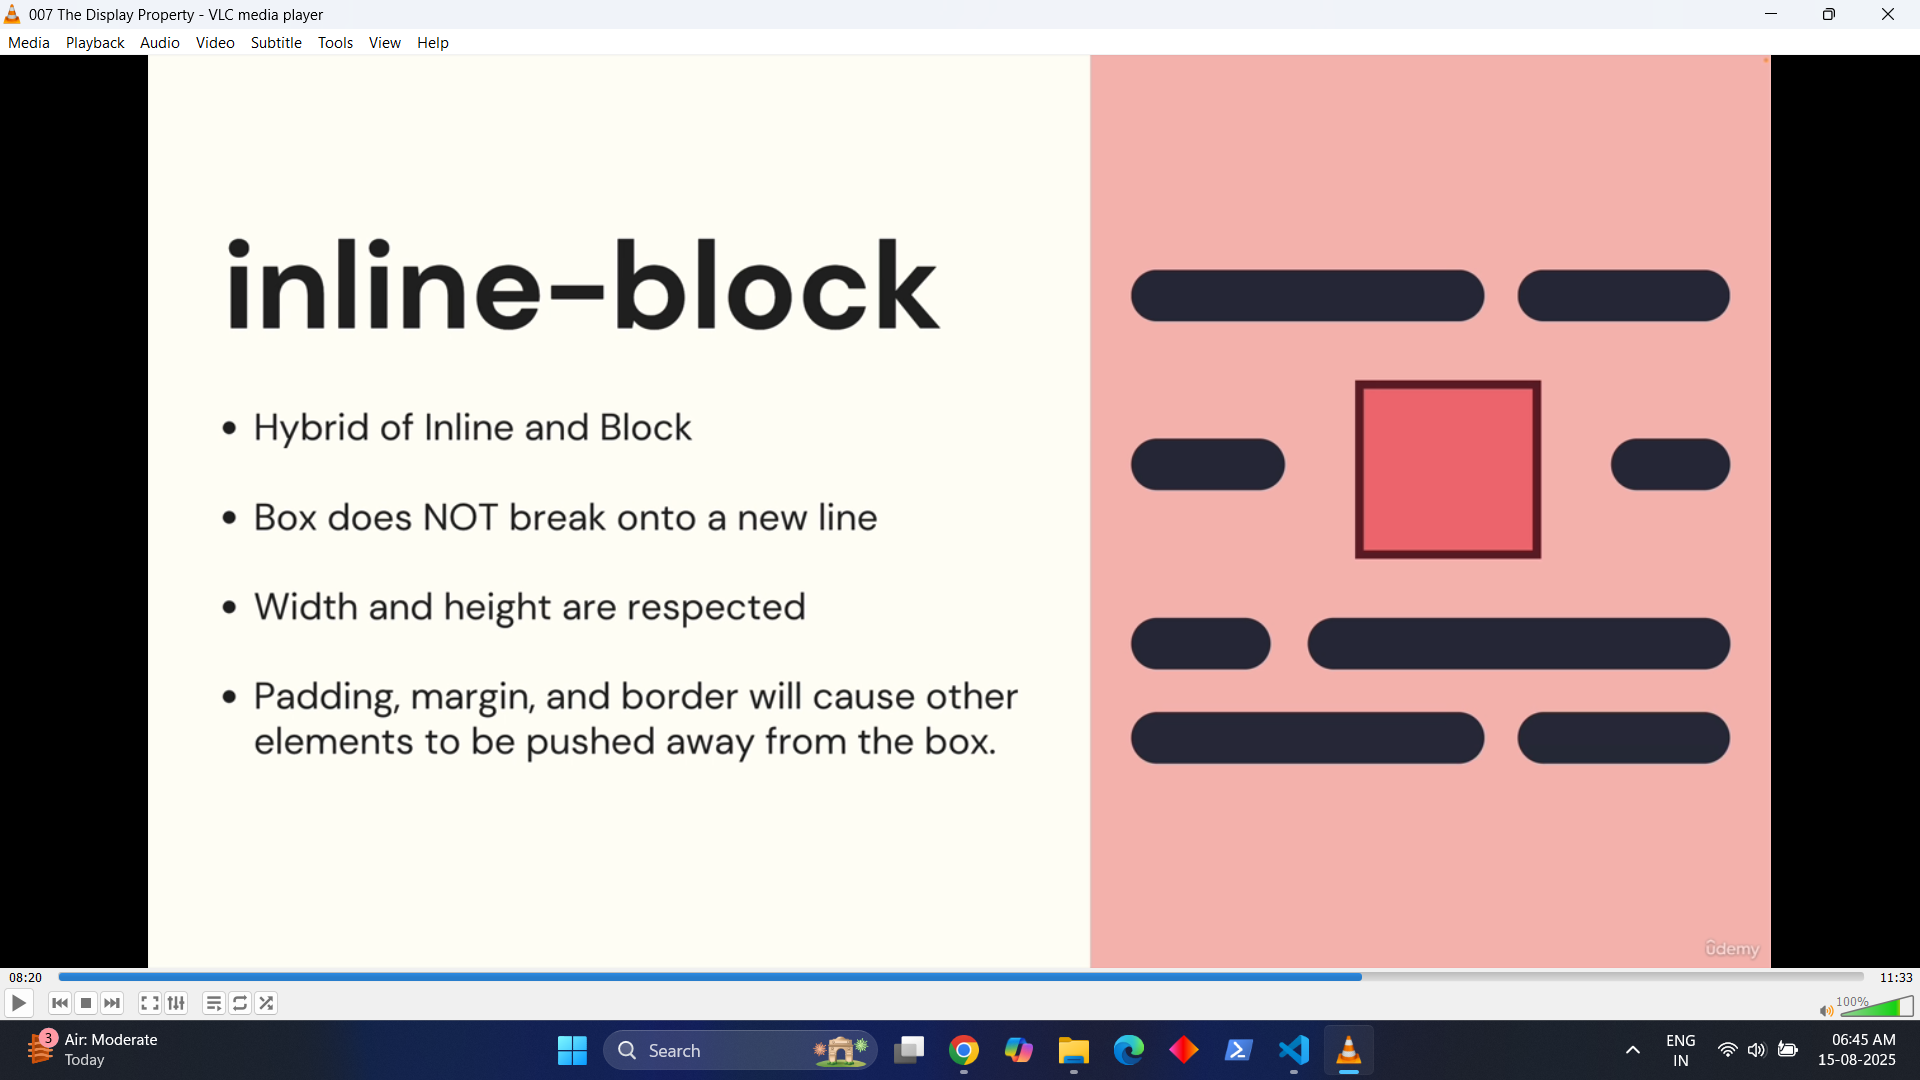 007 The Display Property - VLC media player
Media Playback Audio Video Subtitle Tools View Help
inline-block
• Hybrid of Inline and Block
• Box does NOT break onto a new line
• Width and height are respected
• Padding, margin, and border will cause other
elements to be pushed away from the box.
udemy
08:20
11:33
100%
3
Air: Moderate
Today
Search
ENG
IN
06:45 AM
15-08-2025